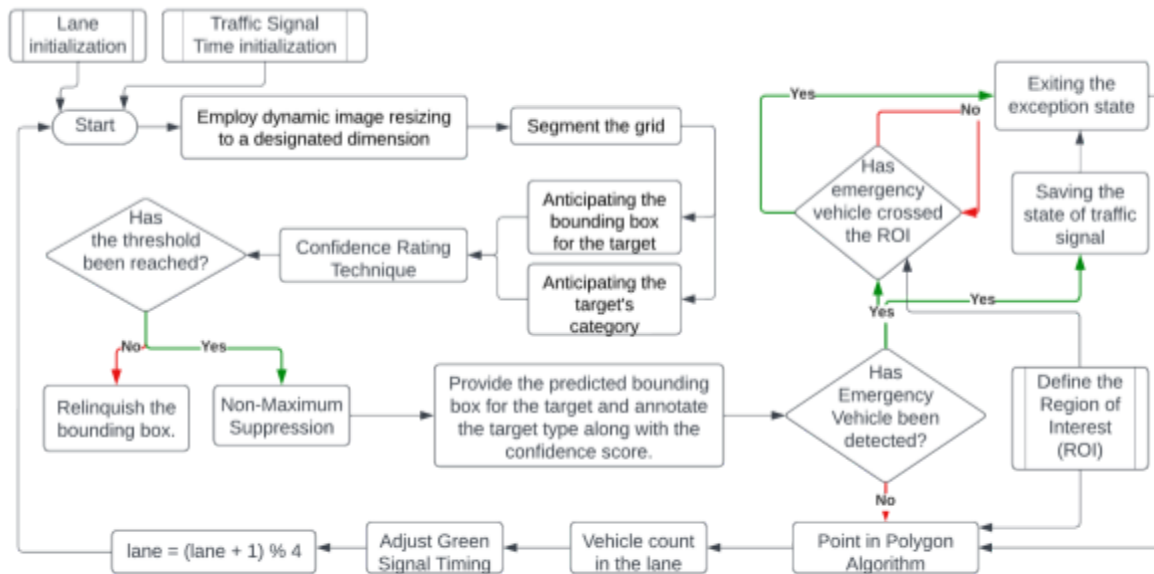 Lane
initialization
Traffic Signal
Time initialization
Start
Employ dynamic image resizing
to a designated dimension
Segment the grid
Anticipating the
bounding box
for the target
Anticipating the
target's
category
Confidence Rating
Technique
Has
the threshold
been reached?
No
Yes
Relinquish the
bounding box.
Non-Maximum
Suppression
Provide the predicted bounding
box for the target and annotate
the target type along with the
confidence score.
Has
Emergency
Vehicle been
detected?
Yes
Yes
No
Has
emergency
vehicle crossed
the ROI
Yes
No
Exiting the
exception state
Saving the
state of traffic
signal
Define the
Region of
Interest
(ROI)
Point in Polygon
Algorithm
Vehicle count
in the lane
Adjust Green
Signal Timing
lane = (lane + 1) % 4